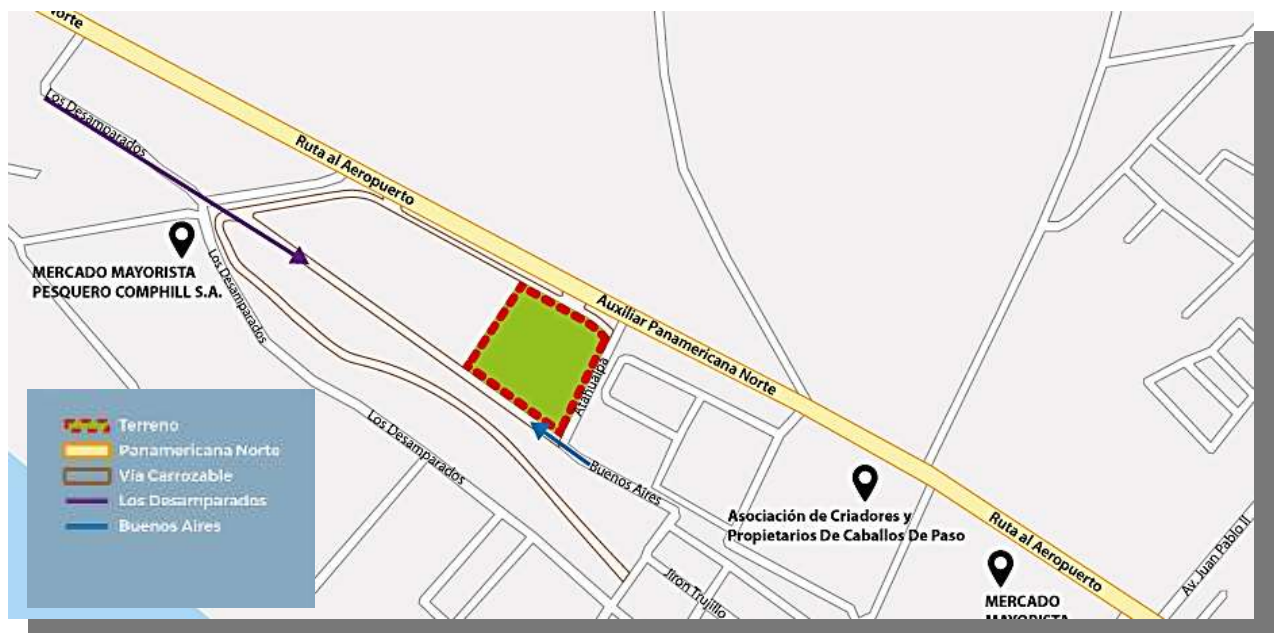 Norte
Los Desamparados
Ruta al Aeropuerto
MERCADO MAYORISTA
PESQUERO COMPHILL S.A.
Los Desamparados
Auxiliar Panamericana Norte
Atahualpa
Los Desamparados
Buenos Aires
Terreno
Panamericana Norte
Vía Carrozable
Los Desamparados
Buenos Aires
Asociación de Criadores y
Propietarios De Caballos De Paso
Ruta al Aeropuerto
Av. Juan Pablo II
Jiron Trujillo
MERCADO
MAYORISTA